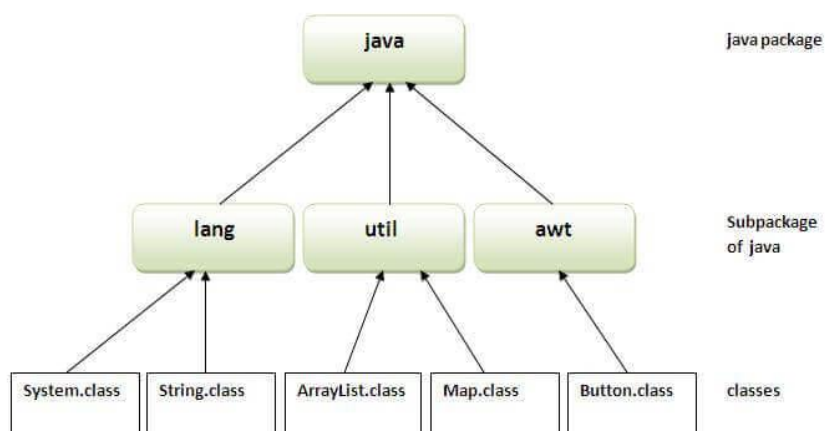 java
java package
lang
util
awt
Subpackage
of java
System.class
String.class
ArrayList.class
Map.class
Button.class
classes